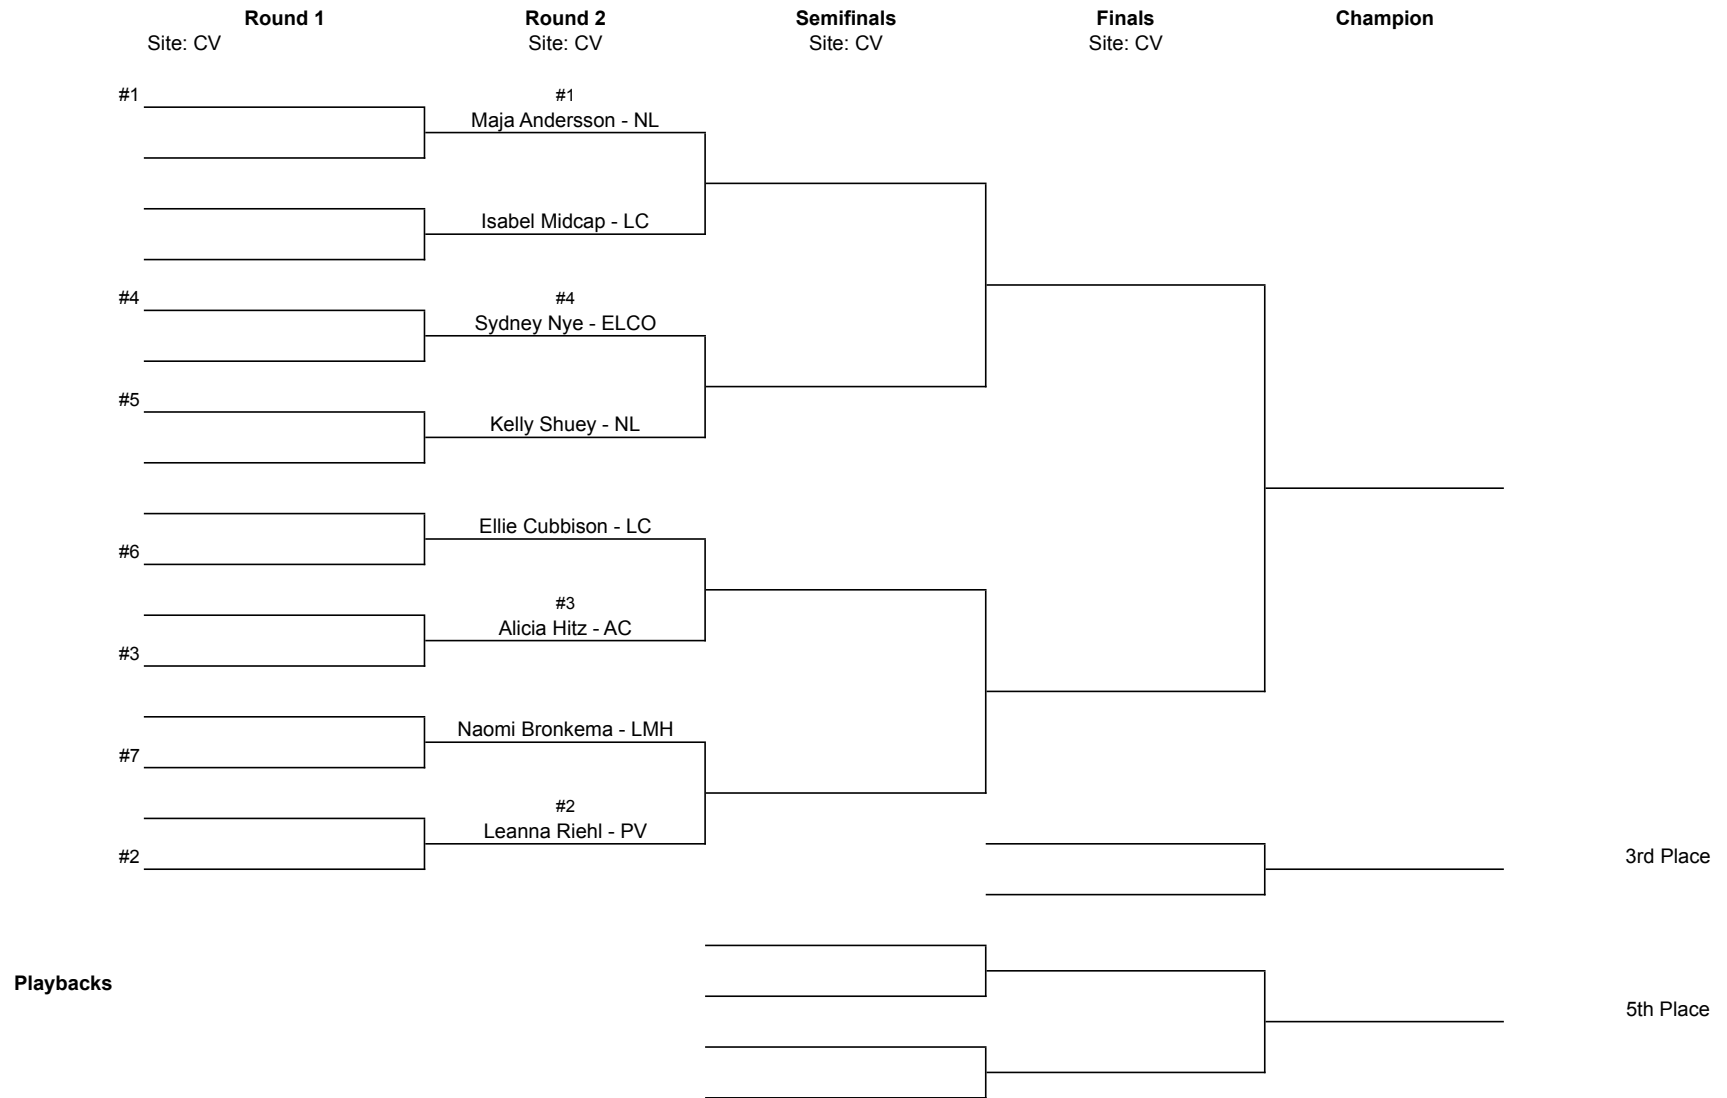 Round 1 Round 2 Semifinals Finals Champion
Site: CV Site: CV Site: CV Site: CV
#1 #1
Maja Andersson - NL
Isabel Midcap - LC
#4 #4
Sydney Nye - ELCO
#5
Kelly Shuey - NL
Ellie Cubbison - LC
#6
#3
Alicia Hitz - AC
#3
Naomi Bronkema - LMH
#7
#2
Leanna Riehl - PV
#2 3rd Place
Playbacks
5th Place